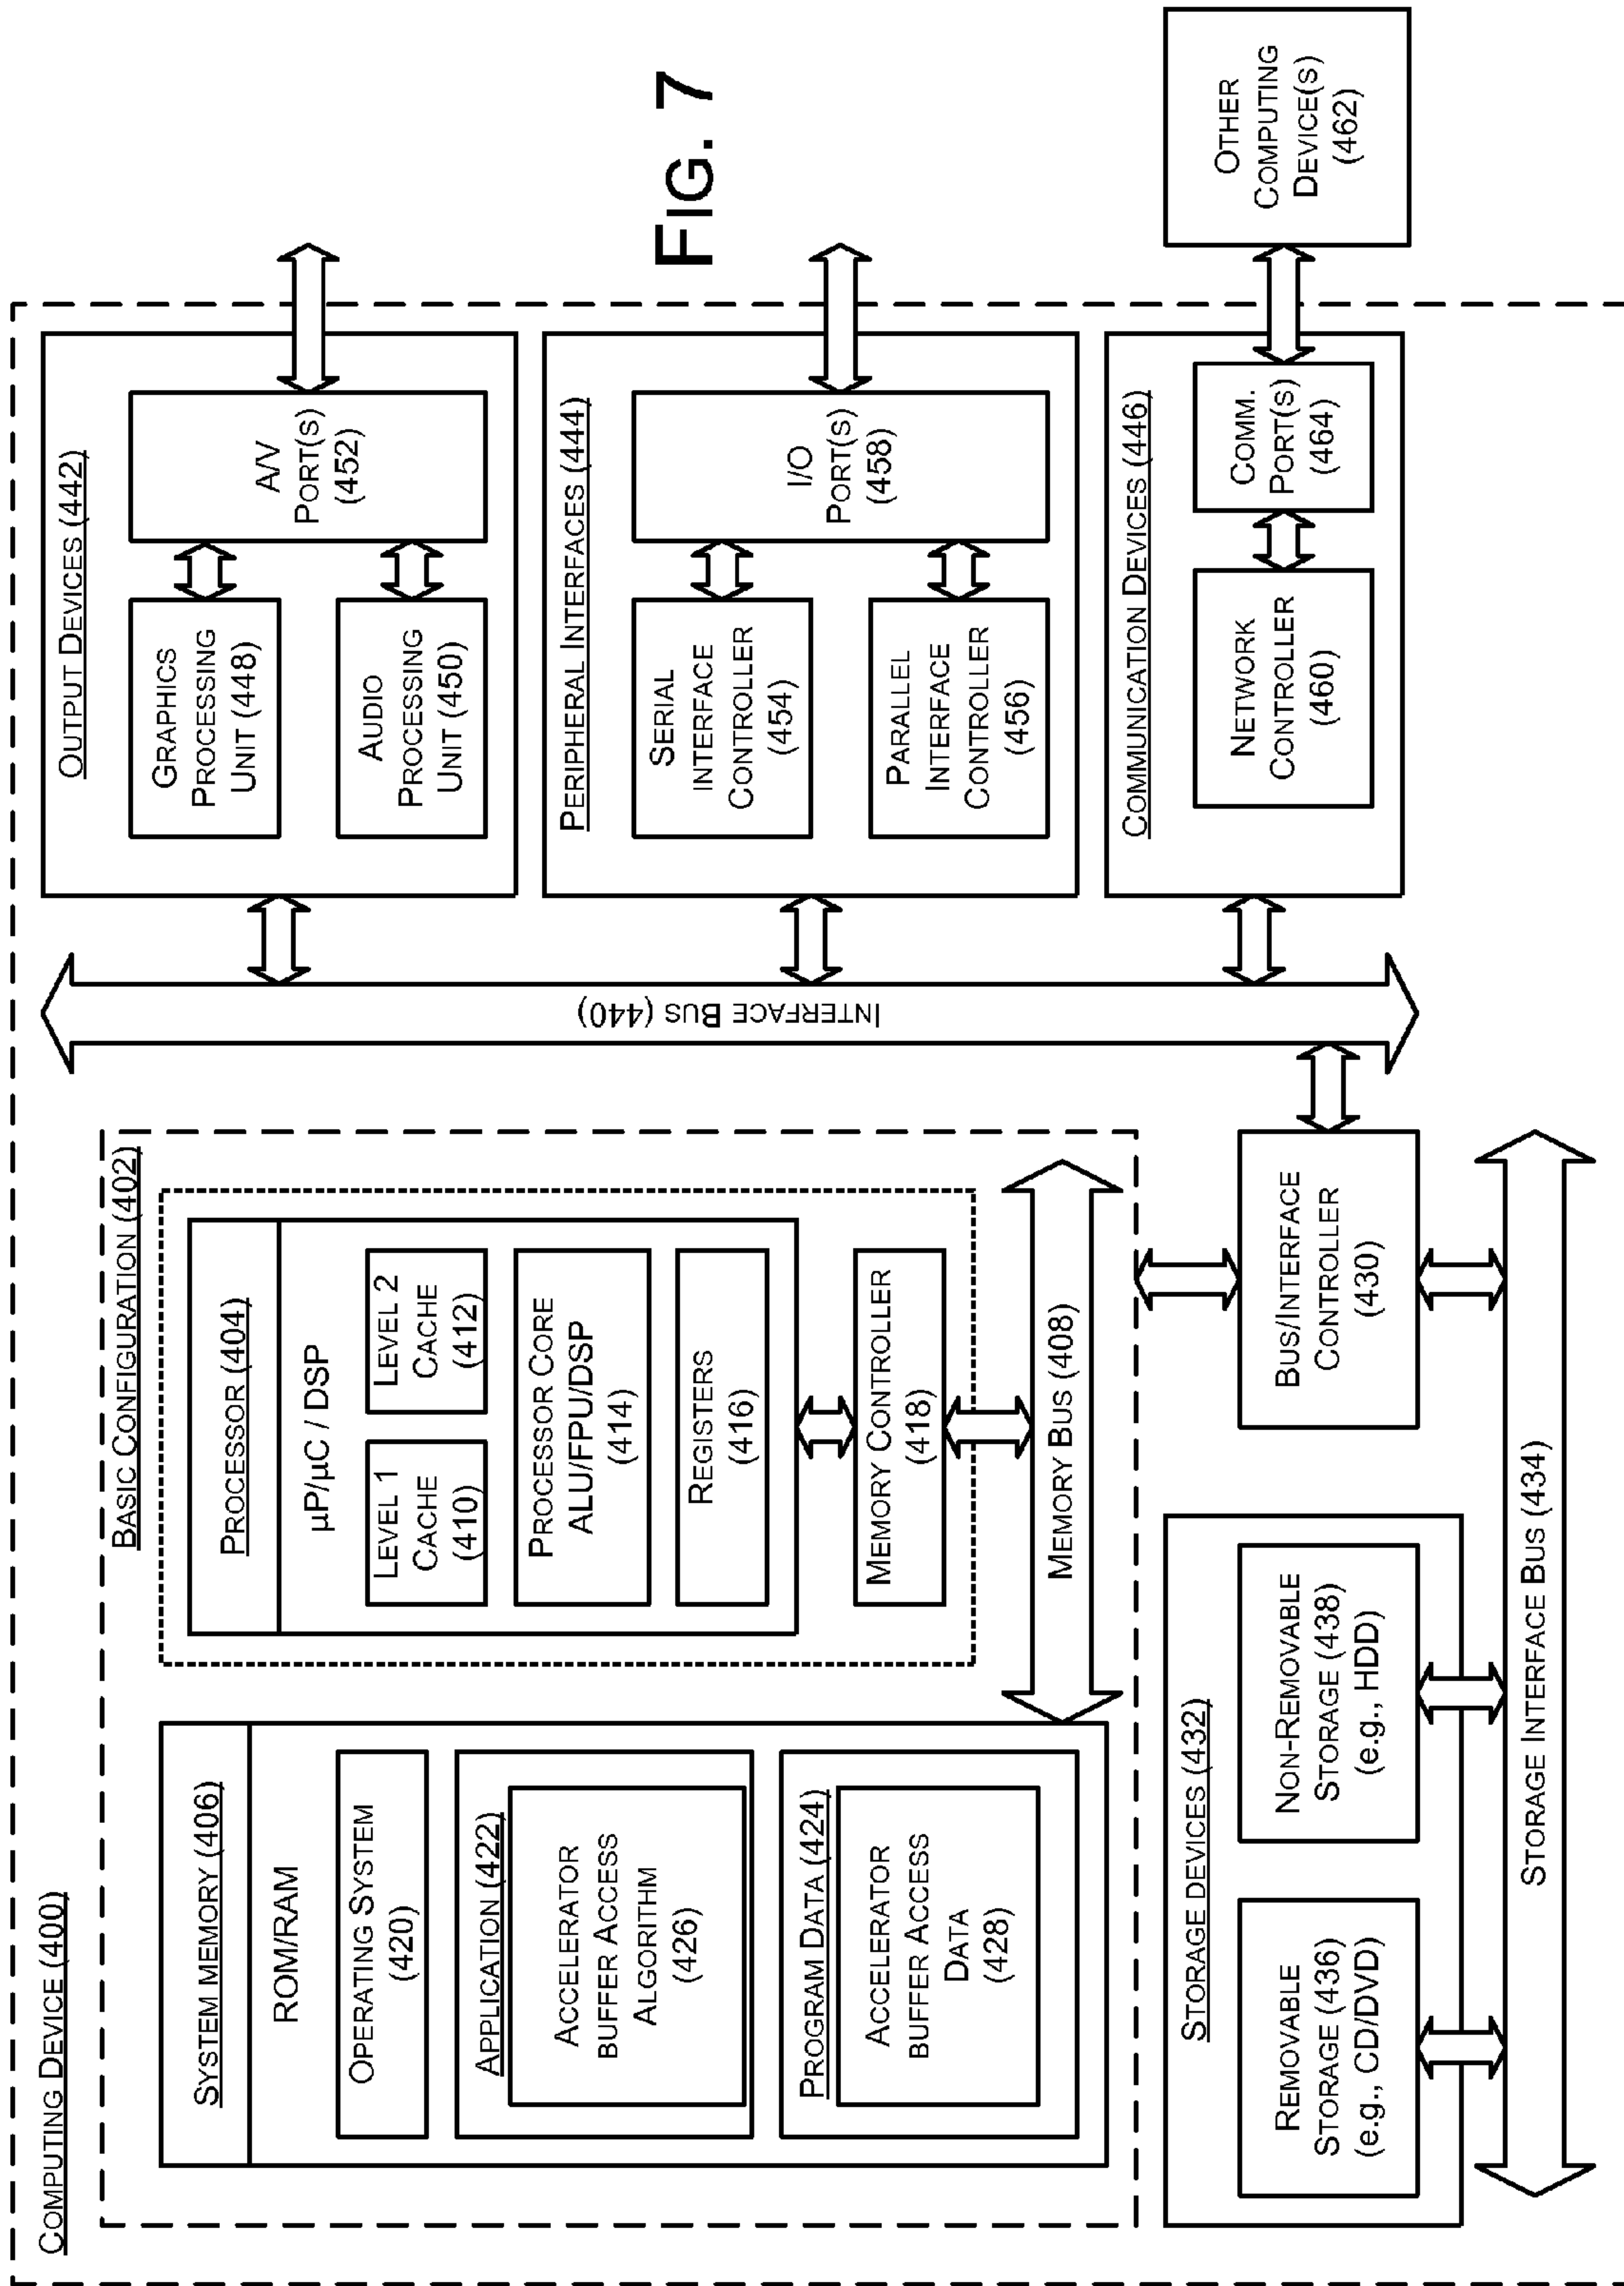 COMPUTING DEVICE (400)
BASIC CONFIGURATION (402)
SYSTEM MEMORY (406)
ROM/RAM
OPERATING SYSTEM
(420)
APPLICATION (422)
ACCELERATOR
BUFFER ACCESS
ALGORITHM
(426)
PROGRAM DATA (424)
ACCELERATOR
BUFFER ACCESS
DATA
(428)
PROCESSOR (404)
µP/µC / DSP
LEVEL 1
CACHE
(410)
LEVEL 2
CACHE
(412)
PROCESSOR CORE
ALU/FPU/DSP
(414)
REGISTERS
(416)
MEMORY CONTROLLER
(418)
MEMORY BUS (408)
STORAGE DEVICES (432)
REMOVABLE
STORAGE (436)
(e.g., CD/DVD)
NON-REMOVABLE
STORAGE (438)
(e.g., HDD)
BUS/INTERFACE
CONTROLLER
(430)
STORAGE INTERFACE BUS (434)
INTERFACE BUS (440)
OUTPUT DEVICES (442)
GRAPHICS
PROCESSING
UNIT (448)
AUDIO
PROCESSING
UNIT (450)
A/V
PORT(S)
(452)
PERIPHERAL INTERFACES (444)
SERIAL
INTERFACE
CONTROLLER
(454)
PARALLEL
INTERFACE
CONTROLLER
(456)
I/O
PORT(S)
(458)
COMMUNICATION DEVICES (446)
NETWORK
CONTROLLER
(460)
COMM.
PORT(S)
(464)
OTHER
COMPUTING
DEVICE(S)
(462)
FIG. 7